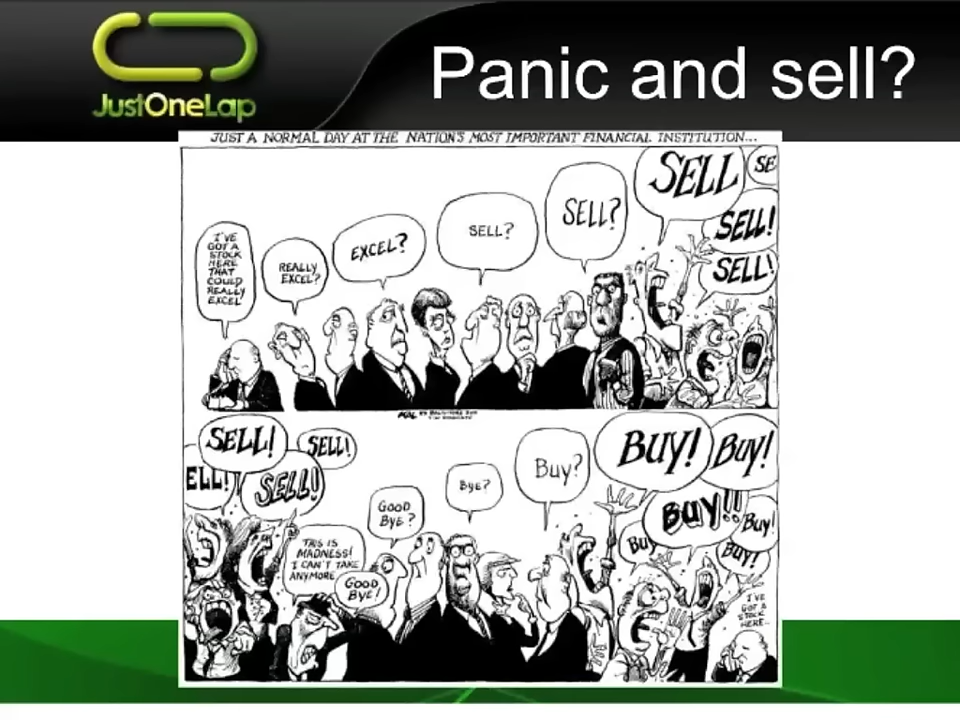 JustOneLap
Panic and sell?
JUST A NORMAL DAY AT THE NATION'S MOST IMPORTANT FINANCIAL INSTITUTION...
I'VE
GOT A
STOCK
HERE
THAT
COULD
REALLY
EXCEL
REALLY
EXCEL?
EXCEL?
SELL?
SELL?
SELL
SE
SELL!
SELL!
KAL
SELL!
SELL!
ELL!
SELL!
THIS IS
MADNESS!
I CAN'T TAKE
ANYMORE
GOOD
BYE!
GOOD
BYE?
BYE?
BUY?
BUY!
BUY!
BUY!!
BUY!
BUY
BUY!
I'VE
GOT A
STOCK
HERE..